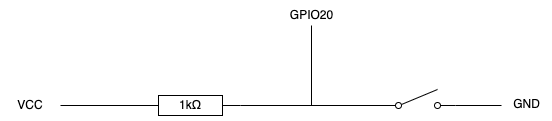 GPIO20
VCC
1kΩ
GND